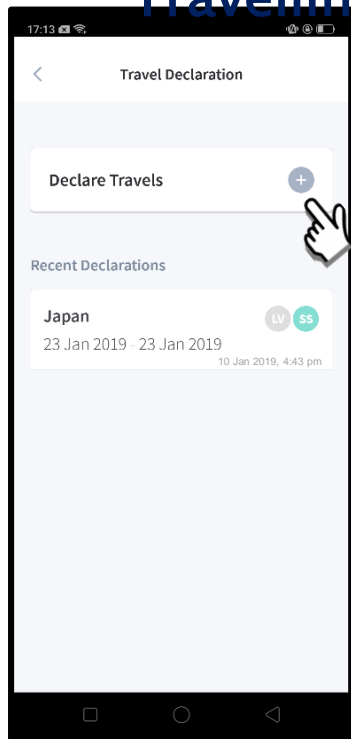 17:13
Travel Declaration
Declare Travels
Recent Declarations
Japan
LV SS
23 Jan 2019 - 23 Jan 2019
10 Jan 2019, 4:43 pm